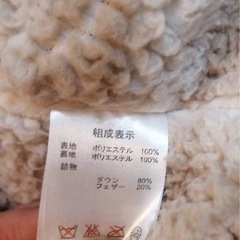 組成表示
表地 ポリエステル 100%
裏地 ポリエステル 100%
詰物
ダウン 80%
フェザー 20%